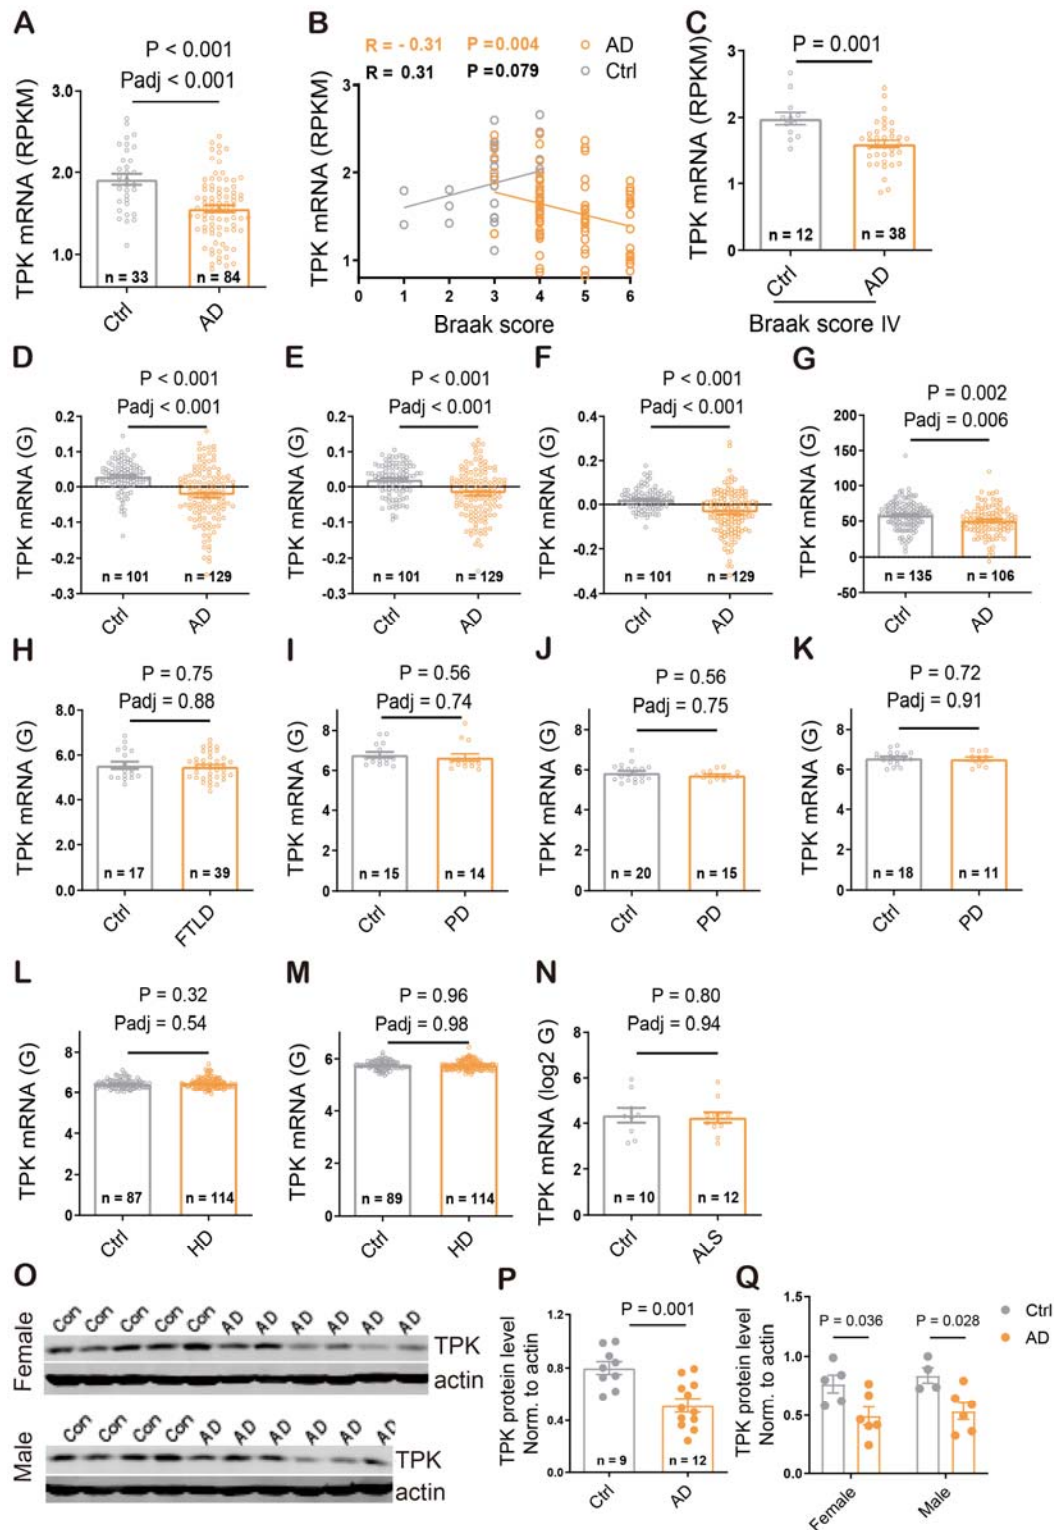 A
P < 0.001
Padj < 0.001
TPK mRNA (RPKM)
3.0
2.0
1.0
n = 33
n = 84
Ctrl
AD
B
R = - 0.31
P = 0.004
R = 0.31
P = 0.079
AD
Ctrl
TPK mRNA (RPKM)
3
2
1
0
1
2
3
4
5
6
Braak score
C
P = 0.001
TPK mRNA (RPKM)
3
2
1
0
n = 12
n = 38
Ctrl
AD
Braak score IV
D
P < 0.001
Padj < 0.001
TPK mRNA (G)
0.2
0.1
0.0
-0.1
-0.2
-0.3
n = 101
n = 129
Ctrl
AD
E
P < 0.001
Padj < 0.001
TPK mRNA (G)
0.2
0.1
0.0
-0.1
-0.2
-0.3
n = 101
n = 129
Ctrl
AD
F
P < 0.001
Padj < 0.001
TPK mRNA (G)
0.4
0.2
0.0
-0.2
-0.4
n = 101
n = 129
Ctrl
AD
G
P = 0.002
Padj = 0.006
TPK mRNA (G)
200
150
100
50
0
-50
n = 135
n = 106
Ctrl
AD
H
P = 0.75
Padj = 0.88
TPK mRNA (G)
8.0
6.0
4.0
2.0
0.0
n = 17
n = 39
Ctrl
FTLD
I
P = 0.56
Padj = 0.74
TPK mRNA (G)
8
6
4
2
0
n = 15
n = 14
Ctrl
PD
J
P = 0.56
Padj = 0.75
TPK mRNA (G)
8
6
4
2
0
n = 20
n = 15
Ctrl
PD
K
P = 0.72
Padj = 0.91
TPK mRNA (G)
8
6
4
2
0
n = 18
n = 11
Ctrl
PD
L
P = 0.32
Padj = 0.54
TPK mRNA (G)
8
6
4
2
0
n = 87
n = 114
Ctrl
HD
M
P = 0.96
Padj = 0.98
TPK mRNA (G)
6
4
2
0
n = 89
n = 114
Ctrl
HD
N
P = 0.80
Padj = 0.94
TPK mRNA (log2 G)
8
6
4
2
0
n = 10
n = 12
Ctrl
ALS
O
Female
Con Con Con Con Con AD AD AD AD AD AD
TPK
actin
Male
Con Con Con Con AD AD AD AD AD AD
TPK
actin
P
P = 0.001
TPK protein level
Norm. to actin
1.2
0.8
0.4
0.0
n = 9
n = 12
Ctrl
AD
Q
Ctrl
AD
P = 0.036
P = 0.028
TPK protein level
Norm. to actin
1.5
1.0
0.5
0.0
Female
Male